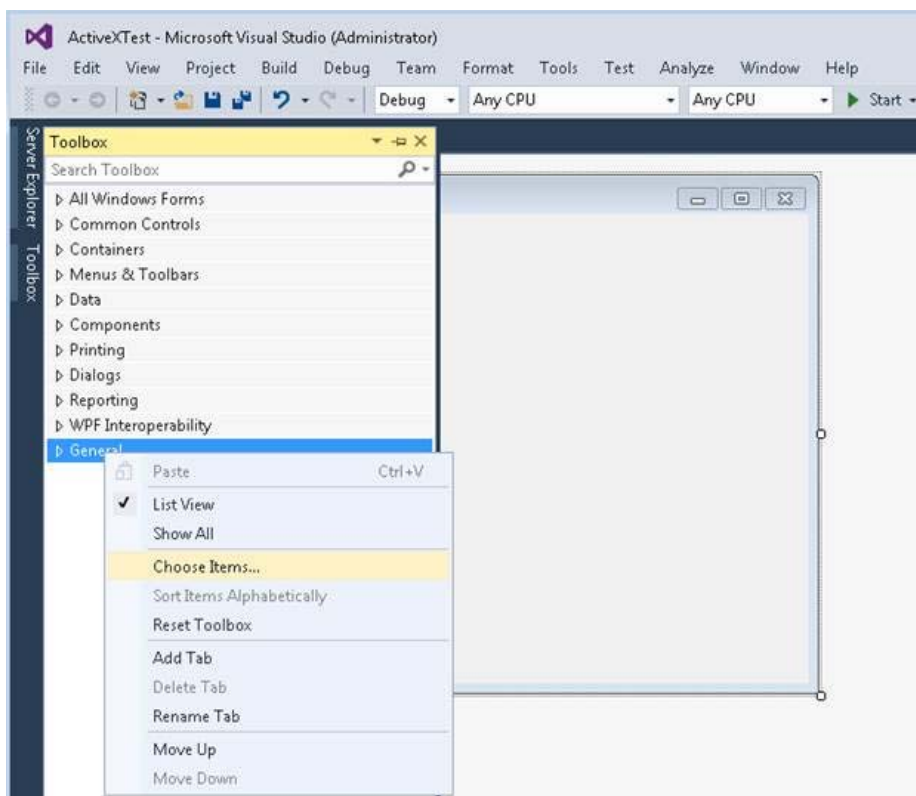 ActiveXTest - Microsoft Visual Studio (Administrator)
File Edit View Project Build Debug Team Format Tools Test Analyze Window Help
Debug Any CPU Any CPU Start
Server Explorer
Toolbox
Toolbox
Search Toolbox
All Windows Forms
Common Controls
Containers
Menus & Toolbars
Data
Components
Printing
Dialogs
Reporting
WPF Interoperability
General
Paste Ctrl+V
List View
Show All
Choose Items...
Sort Items Alphabetically
Reset Toolbox
Add Tab
Delete Tab
Rename Tab
Move Up
Move Down